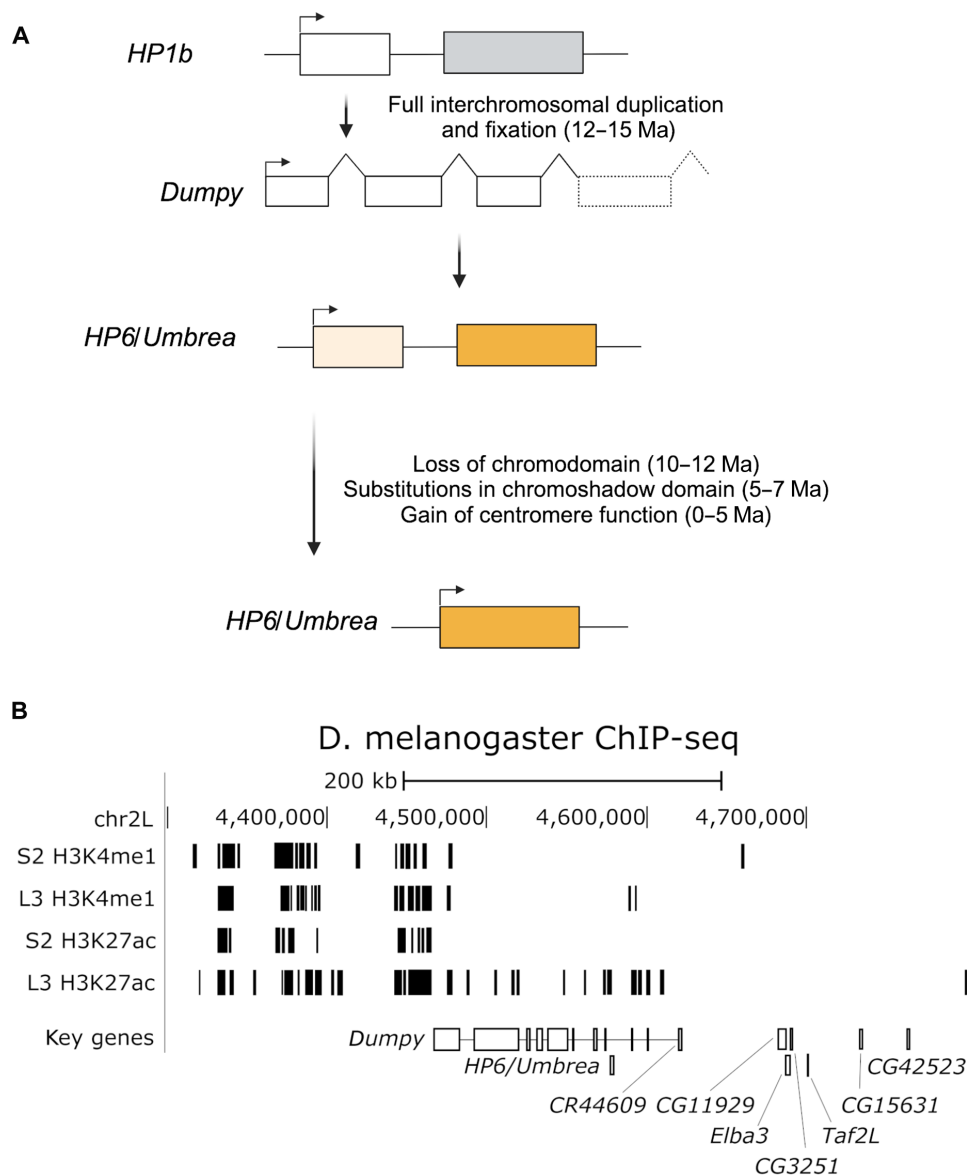 A
HP1b
Full interchromosomal duplication
and fixation (12–15 Ma)
Dumpy
HP6/Umbrea
Loss of chromodomain (10–12 Ma)
Substitutions in chromoshadow domain (5–7 Ma)
Gain of centromere function (0–5 Ma)
HP6/Umbrea
B
D. melanogaster ChIP-seq
200 kb
chr2L 4,400,000 4,500,000 4,600,000 4,700,000
S2 H3K4me1
L3 H3K4me1
S2 H3K27ac
L3 H3K27ac
Key genes Dumpy
HP6/Umbrea CG42523
CR44609 CG11929 CG15631
Elba3 Taf2L
CG3251